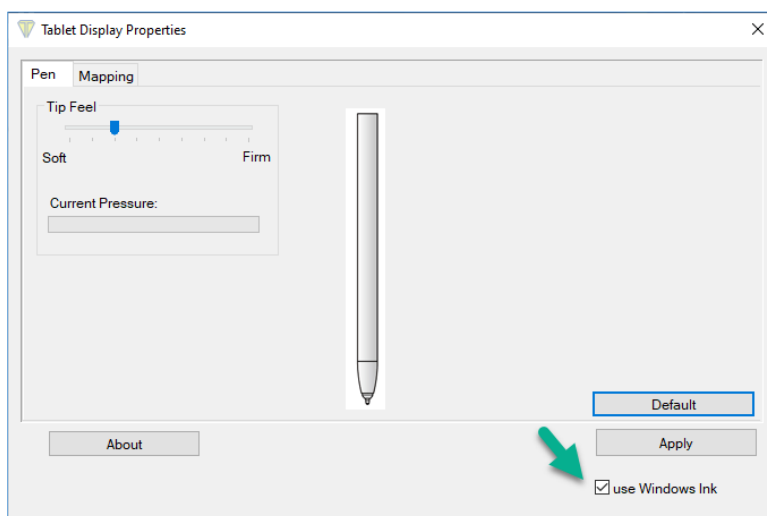 Tablet Display Properties
Pen
Mapping
Tip Feel
Soft
Firm
Current Pressure:
Default
About
Apply
use Windows Ink